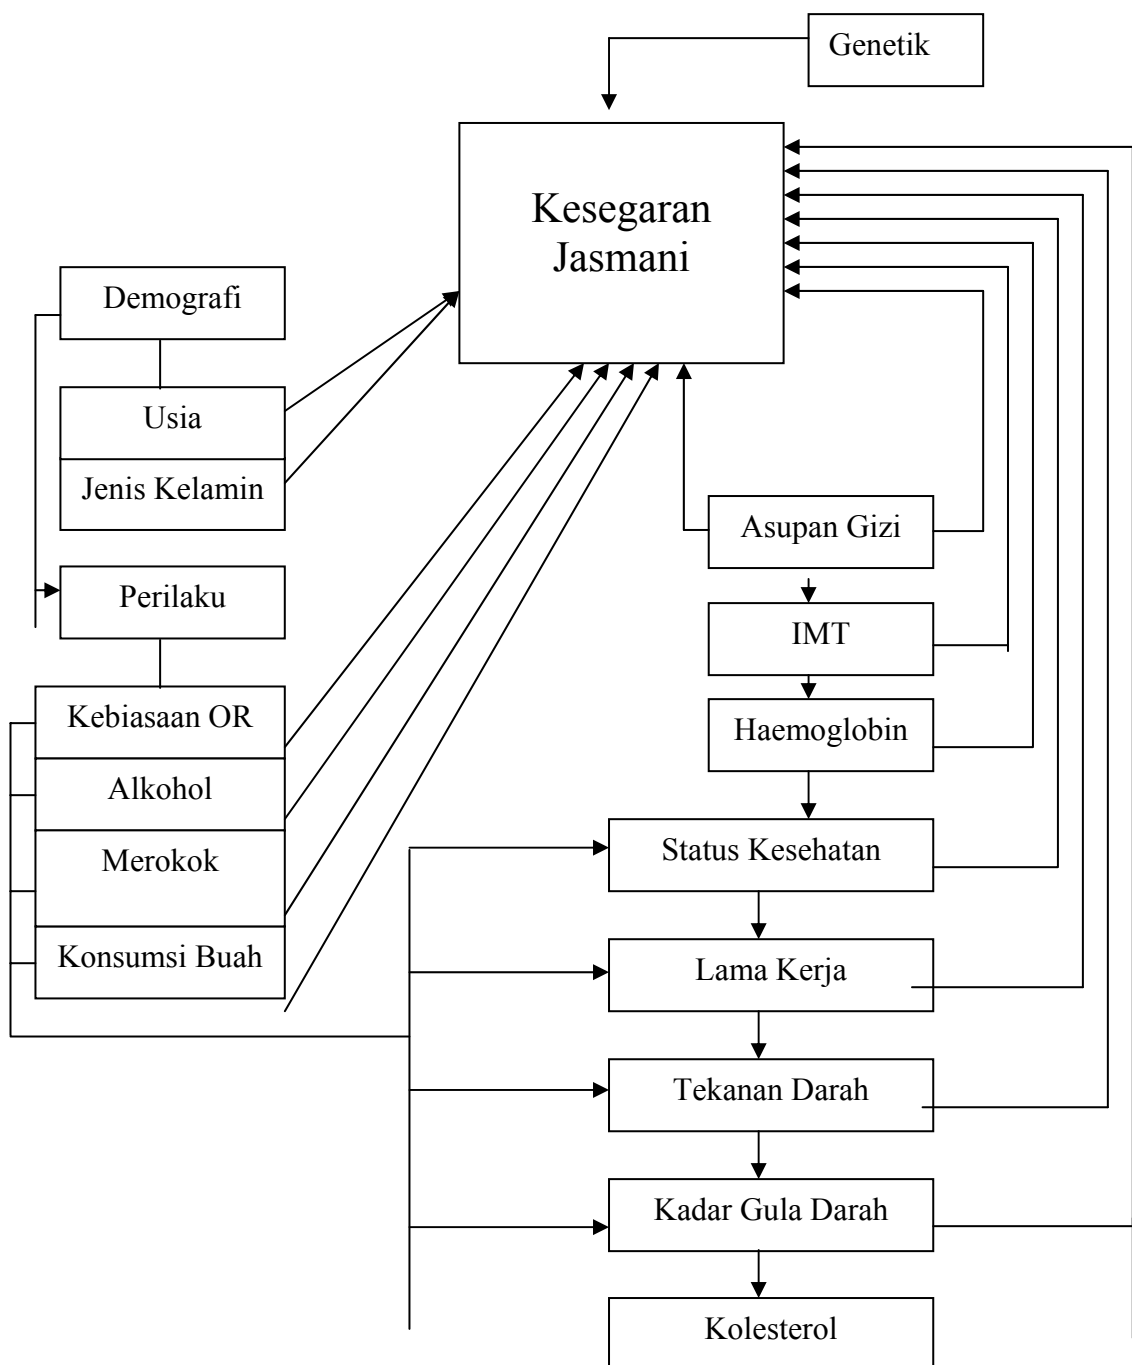 Genetik
Kesegaran
Jasmani
Demografi
Usia
Jenis Kelamin
Asupan Gizi
Perilaku
IMT
Kebiasaan OR
Haemoglobin
Alkohol
Merokok
Status Kesehatan
Konsumsi Buah
Lama Kerja
Tekanan Darah
Kadar Gula Darah
Kolesterol